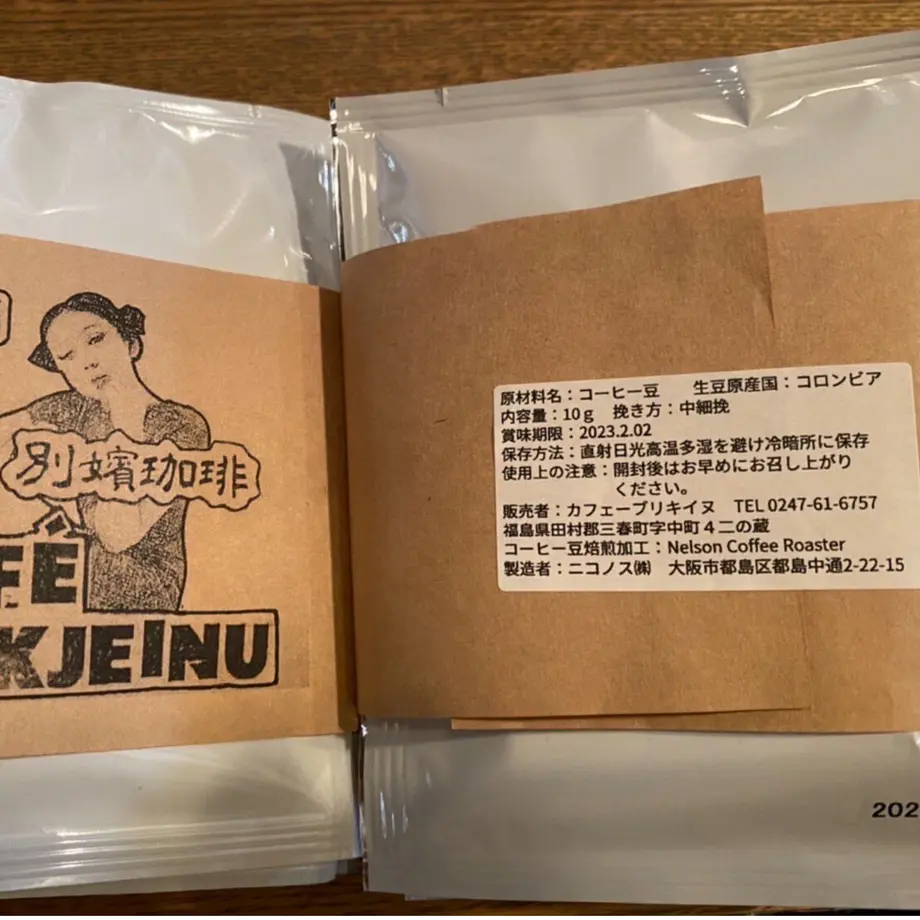 別嬪珈琲
FE
KJEINU
原材料名：コーヒー豆　生豆原産国：コロンビア
内容量：10ｇ　挽き方：中細挽
賞味期限：2023.2.02
保存方法：直射日光高温多湿を避け冷暗所に保存
使用上の注意：開封後はお早めにお召し上がり
ください。
販売者：カフェーブリキイヌ　TEL 0247-61-6757
福島県田村郡三春町字中町４二の蔵
コーヒー豆焙煎加工：Nelson Coffee Roaster
製造者：ニコノス㈱　大阪市都島区都島中通2-22-15
202